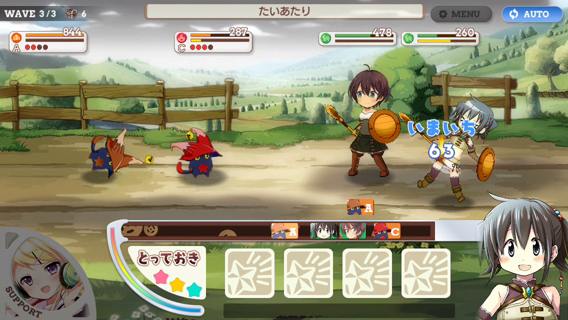 WAVE 3/3 6
たいあたり
MENU
AUTO
844
A
287
C
478
260
いまいち
63
A
A
C
とっておき
SUPPORT